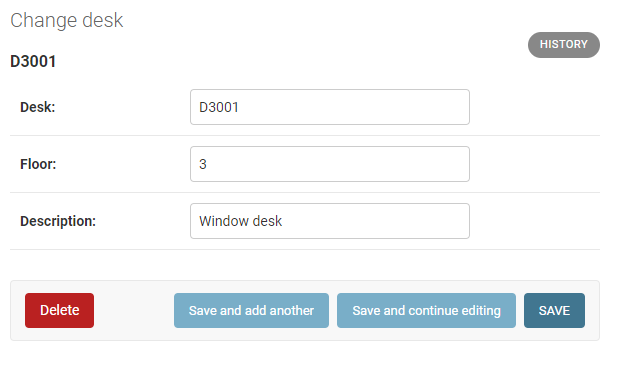 Change desk
HISTORY
D3001
Desk: D3001
Floor: 3
Description: Window desk
Delete Save and add another Save and continue editing SAVE